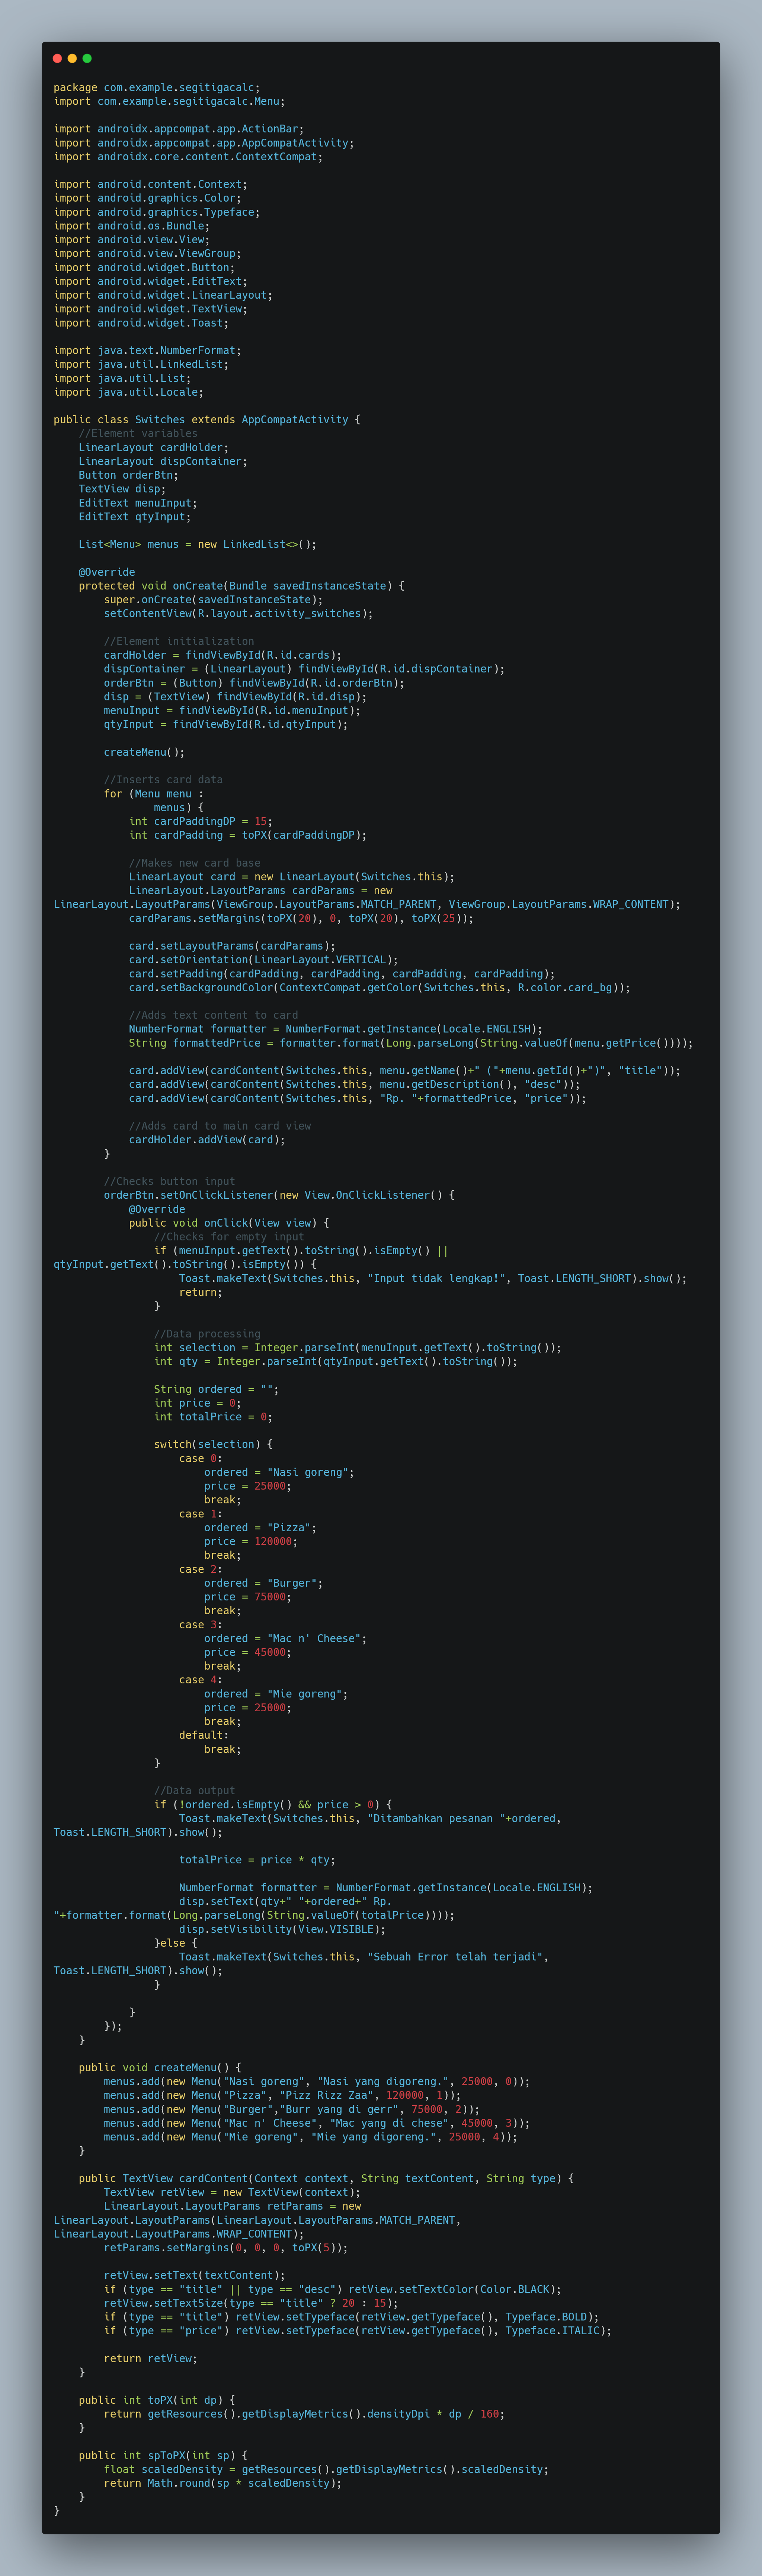 package com.example.segitigacalc;
import com.example.segitigacalc.Menu;

import androidx.appcompat.app.ActionBar;
import androidx.appcompat.app.AppCompatActivity;
import androidx.core.content.ContextCompat;

import android.content.Context;
import android.graphics.Color;
import android.graphics.Typeface;
import android.os.Bundle;
import android.view.View;
import android.view.ViewGroup;
import android.widget.Button;
import android.widget.EditText;
import android.widget.LinearLayout;
import android.widget.TextView;
import android.widget.Toast;

import java.text.NumberFormat;
import java.util.LinkedList;
import java.util.List;
import java.util.Locale;

public class Switches extends AppCompatActivity {
    //Element variables
    LinearLayout cardHolder;
    LinearLayout dispContainer;
    Button orderBtn;
    TextView disp;
    EditText menuInput;
    EditText qtyInput;

    List<Menu> menus = new LinkedList<>();

    @Override
    protected void onCreate(Bundle savedInstanceState) {
        super.onCreate(savedInstanceState);
        setContentView(R.layout.activity_switches);

        //Element initialization
        cardHolder = findViewById(R.id.cards);
        dispContainer = (LinearLayout) findViewById(R.id.dispContainer);
        orderBtn = (Button) findViewById(R.id.orderBtn);
        disp = (TextView) findViewById(R.id.disp);
        menuInput = findViewById(R.id.menuInput);
        qtyInput = findViewById(R.id.qtyInput);

        createMenu();

        //Inserts card data
        for (Menu menu :
                menus) {
            int cardPaddingDP = 15;
            int cardPadding = toPX(cardPaddingDP);

            //Makes new card base
            LinearLayout card = new LinearLayout(Switches.this);
            LinearLayout.LayoutParams cardParams = new
LinearLayout.LayoutParams(ViewGroup.LayoutParams.MATCH_PARENT, ViewGroup.LayoutParams.WRAP_CONTENT);
            cardParams.setMargins(toPX(20), 0, toPX(20), toPX(25));

            card.setLayoutParams(cardParams);
            card.setOrientation(LinearLayout.VERTICAL);
            card.setPadding(cardPadding, cardPadding, cardPadding, cardPadding);
            card.setBackgroundColor(ContextCompat.getColor(Switches.this, R.color.card_bg));

            //Adds text content to card
            NumberFormat formatter = NumberFormat.getInstance(Locale.ENGLISH);
            String formattedPrice = formatter.format(Long.parseLong(String.valueOf(menu.getPrice())));

            card.addView(cardContent(Switches.this, menu.getName()+" ("+menu.getId()+")", "title"));
            card.addView(cardContent(Switches.this, menu.getDescription(), "desc"));
            card.addView(cardContent(Switches.this, "Rp. "+formattedPrice, "price"));

            //Adds card to main card view
            cardHolder.addView(card);
        }

        //Checks button input
        orderBtn.setOnClickListener(new View.OnClickListener() {
            @Override
            public void onClick(View view) {
                //Checks for empty input
                if (menuInput.getText().toString().isEmpty() ||
qtyInput.getText().toString().isEmpty()) {
                    Toast.makeText(Switches.this, "Input tidak lengkap!", Toast.LENGTH_SHORT).show();
                    return;
                }

                //Data processing
                int selection = Integer.parseInt(menuInput.getText().toString());
                int qty = Integer.parseInt(qtyInput.getText().toString());

                String ordered = "";
                int price = 0;
                int totalPrice = 0;

                switch(selection) {
                    case 0:
                        ordered = "Nasi goreng";
                        price = 25000;
                        break;
                    case 1:
                        ordered = "Pizza";
                        price = 120000;
                        break;
                    case 2:
                        ordered = "Burger";
                        price = 75000;
                        break;
                    case 3:
                        ordered = "Mac n' Cheese";
                        price = 45000;
                        break;
                    case 4:
                        ordered = "Mie goreng";
                        price = 25000;
                        break;
                    default:
                        break;
                }

                //Data output
                if (!ordered.isEmpty() && price > 0) {
                    Toast.makeText(Switches.this, "Ditambahkan pesanan "+ordered,
Toast.LENGTH_SHORT).show();

                    totalPrice = price * qty;

                    NumberFormat formatter = NumberFormat.getInstance(Locale.ENGLISH);
                    disp.setText(qty+" "+ordered+" Rp.
"+formatter.format(Long.parseLong(String.valueOf(totalPrice))));
                    disp.setVisibility(View.VISIBLE);
                }else {
                    Toast.makeText(Switches.this, "Sebuah Error telah terjadi",
Toast.LENGTH_SHORT).show();
                }

            }
        });
    }

    public void createMenu() {
        menus.add(new Menu("Nasi goreng", "Nasi yang digoreng.", 25000, 0));
        menus.add(new Menu("Pizza", "Pizz Rizz Zaa", 120000, 1));
        menus.add(new Menu("Burger","Burr yang di gerr", 75000, 2));
        menus.add(new Menu("Mac n' Cheese", "Mac yang di chese", 45000, 3));
        menus.add(new Menu("Mie goreng", "Mie yang digoreng.", 25000, 4));
    }

    public TextView cardContent(Context context, String textContent, String type) {
        TextView retView = new TextView(context);
        LinearLayout.LayoutParams retParams = new
LinearLayout.LayoutParams(LinearLayout.LayoutParams.MATCH_PARENT,
LinearLayout.LayoutParams.WRAP_CONTENT);
        retParams.setMargins(0, 0, 0, toPX(5));

        retView.setText(textContent);
        if (type == "title" || type == "desc") retView.setTextColor(Color.BLACK);
        retView.setTextSize(type == "title" ? 20 : 15);
        if (type == "title") retView.setTypeface(retView.getTypeface(), Typeface.BOLD);
        if (type == "price") retView.setTypeface(retView.getTypeface(), Typeface.ITALIC);

        return retView;
    }

    public int toPX(int dp) {
        return getResources().getDisplayMetrics().densityDpi * dp / 160;
    }

    public int spToPX(int sp) {
        float scaledDensity = getResources().getDisplayMetrics().scaledDensity;
        return Math.round(sp * scaledDensity);
    }
}